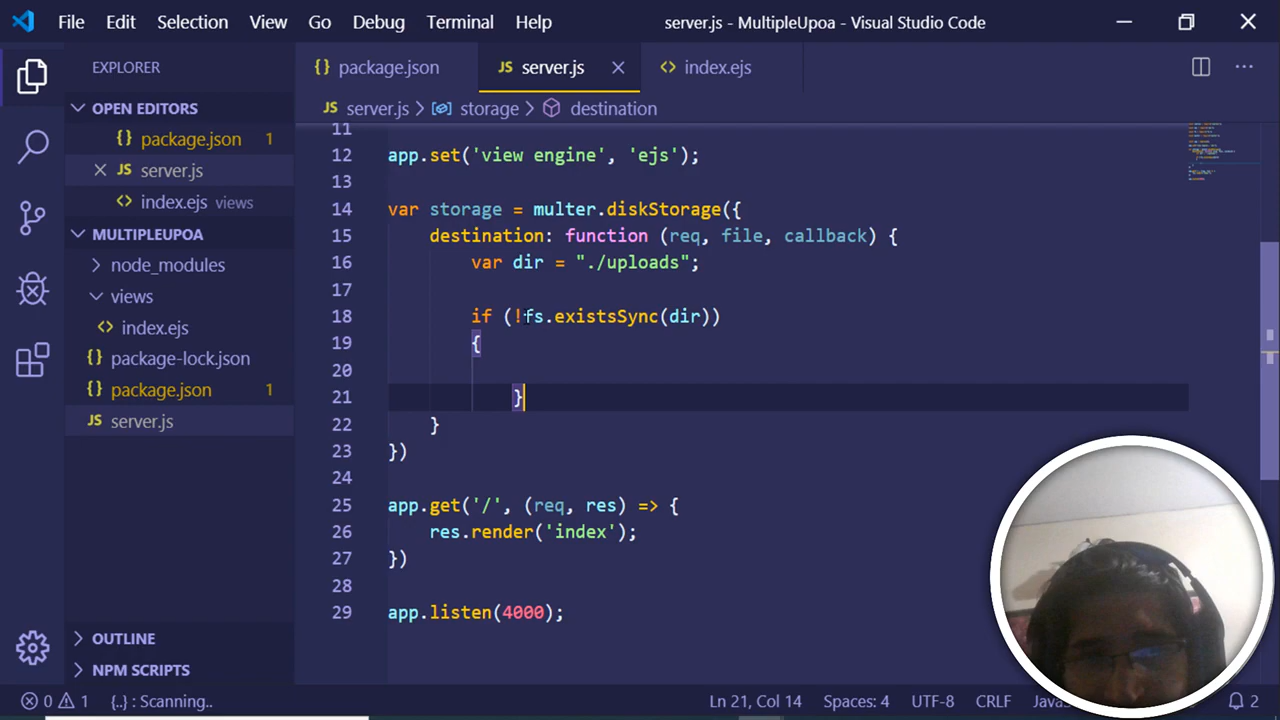 File Edit Selection View Go Debug Terminal Help server.js - MultipleUpoa - Visual Studio Code
EXPLORER
OPEN EDITORS
{} package.json 1
JS server.js
<> index.ejs views
MULTIPLEUPOA
node_modules
views
<> index.ejs
{} package-lock.json
{} package.json 1
JS server.js
OUTLINE
NPM SCRIPTS
{} package.json JS server.js <> index.ejs
JS server.js > storage > destination
11
12 app.set('view engine', 'ejs');
13
14 var storage = multer.diskStorage({
15 destination: function (req, file, callback) {
16 var dir = "./uploads";
17
18 if (!fs.existsSync(dir))
19 {
20
21 }
22 }
23 })
24
25 app.get('/', (req, res) => {
26 res.render('index');
27 })
28
29 app.listen(4000);
0 1 {..} : Scanning.. Ln 21, Col 14 Spaces: 4 UTF-8 CRLF 2